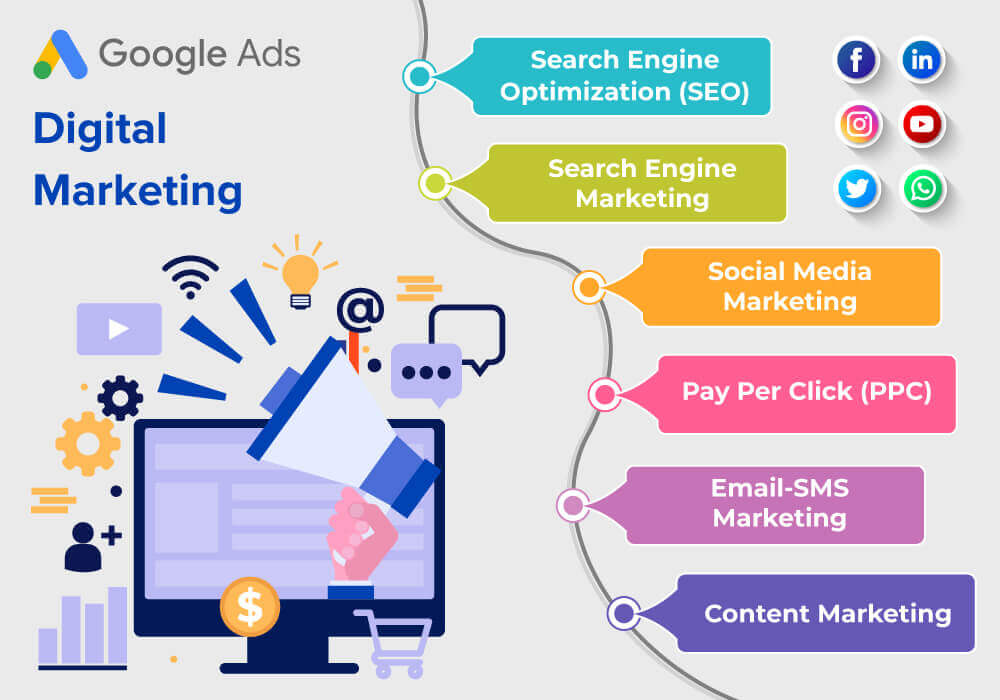 Google Ads
Digital
Marketing
Search Engine
Optimization (SEO)
Search Engine
Marketing
Social Media
Marketing
Pay Per Click (PPC)
Email-SMS
Marketing
Content Marketing